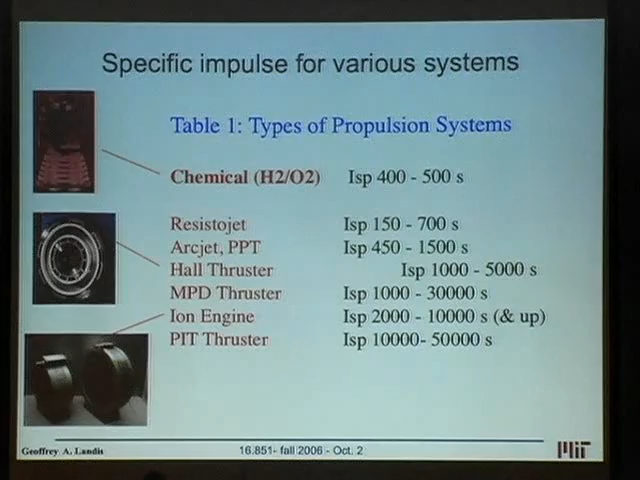 Specific impulse for various systems
Table 1: Types of Propulsion Systems
Chemical (H2/O2) Isp 400 - 500 s
Resistojet Isp 150 - 700 s
Arcjet, PPT Isp 450 - 1500 s
Hall Thruster Isp 1000 - 5000 s
MPD Thruster Isp 1000 - 30000 s
Ion Engine Isp 2000 - 10000 s (& up)
PIT Thruster Isp 10000- 50000 s
Geoffrey A. Landis 16.851- fall 2006 - Oct. 2 MIT